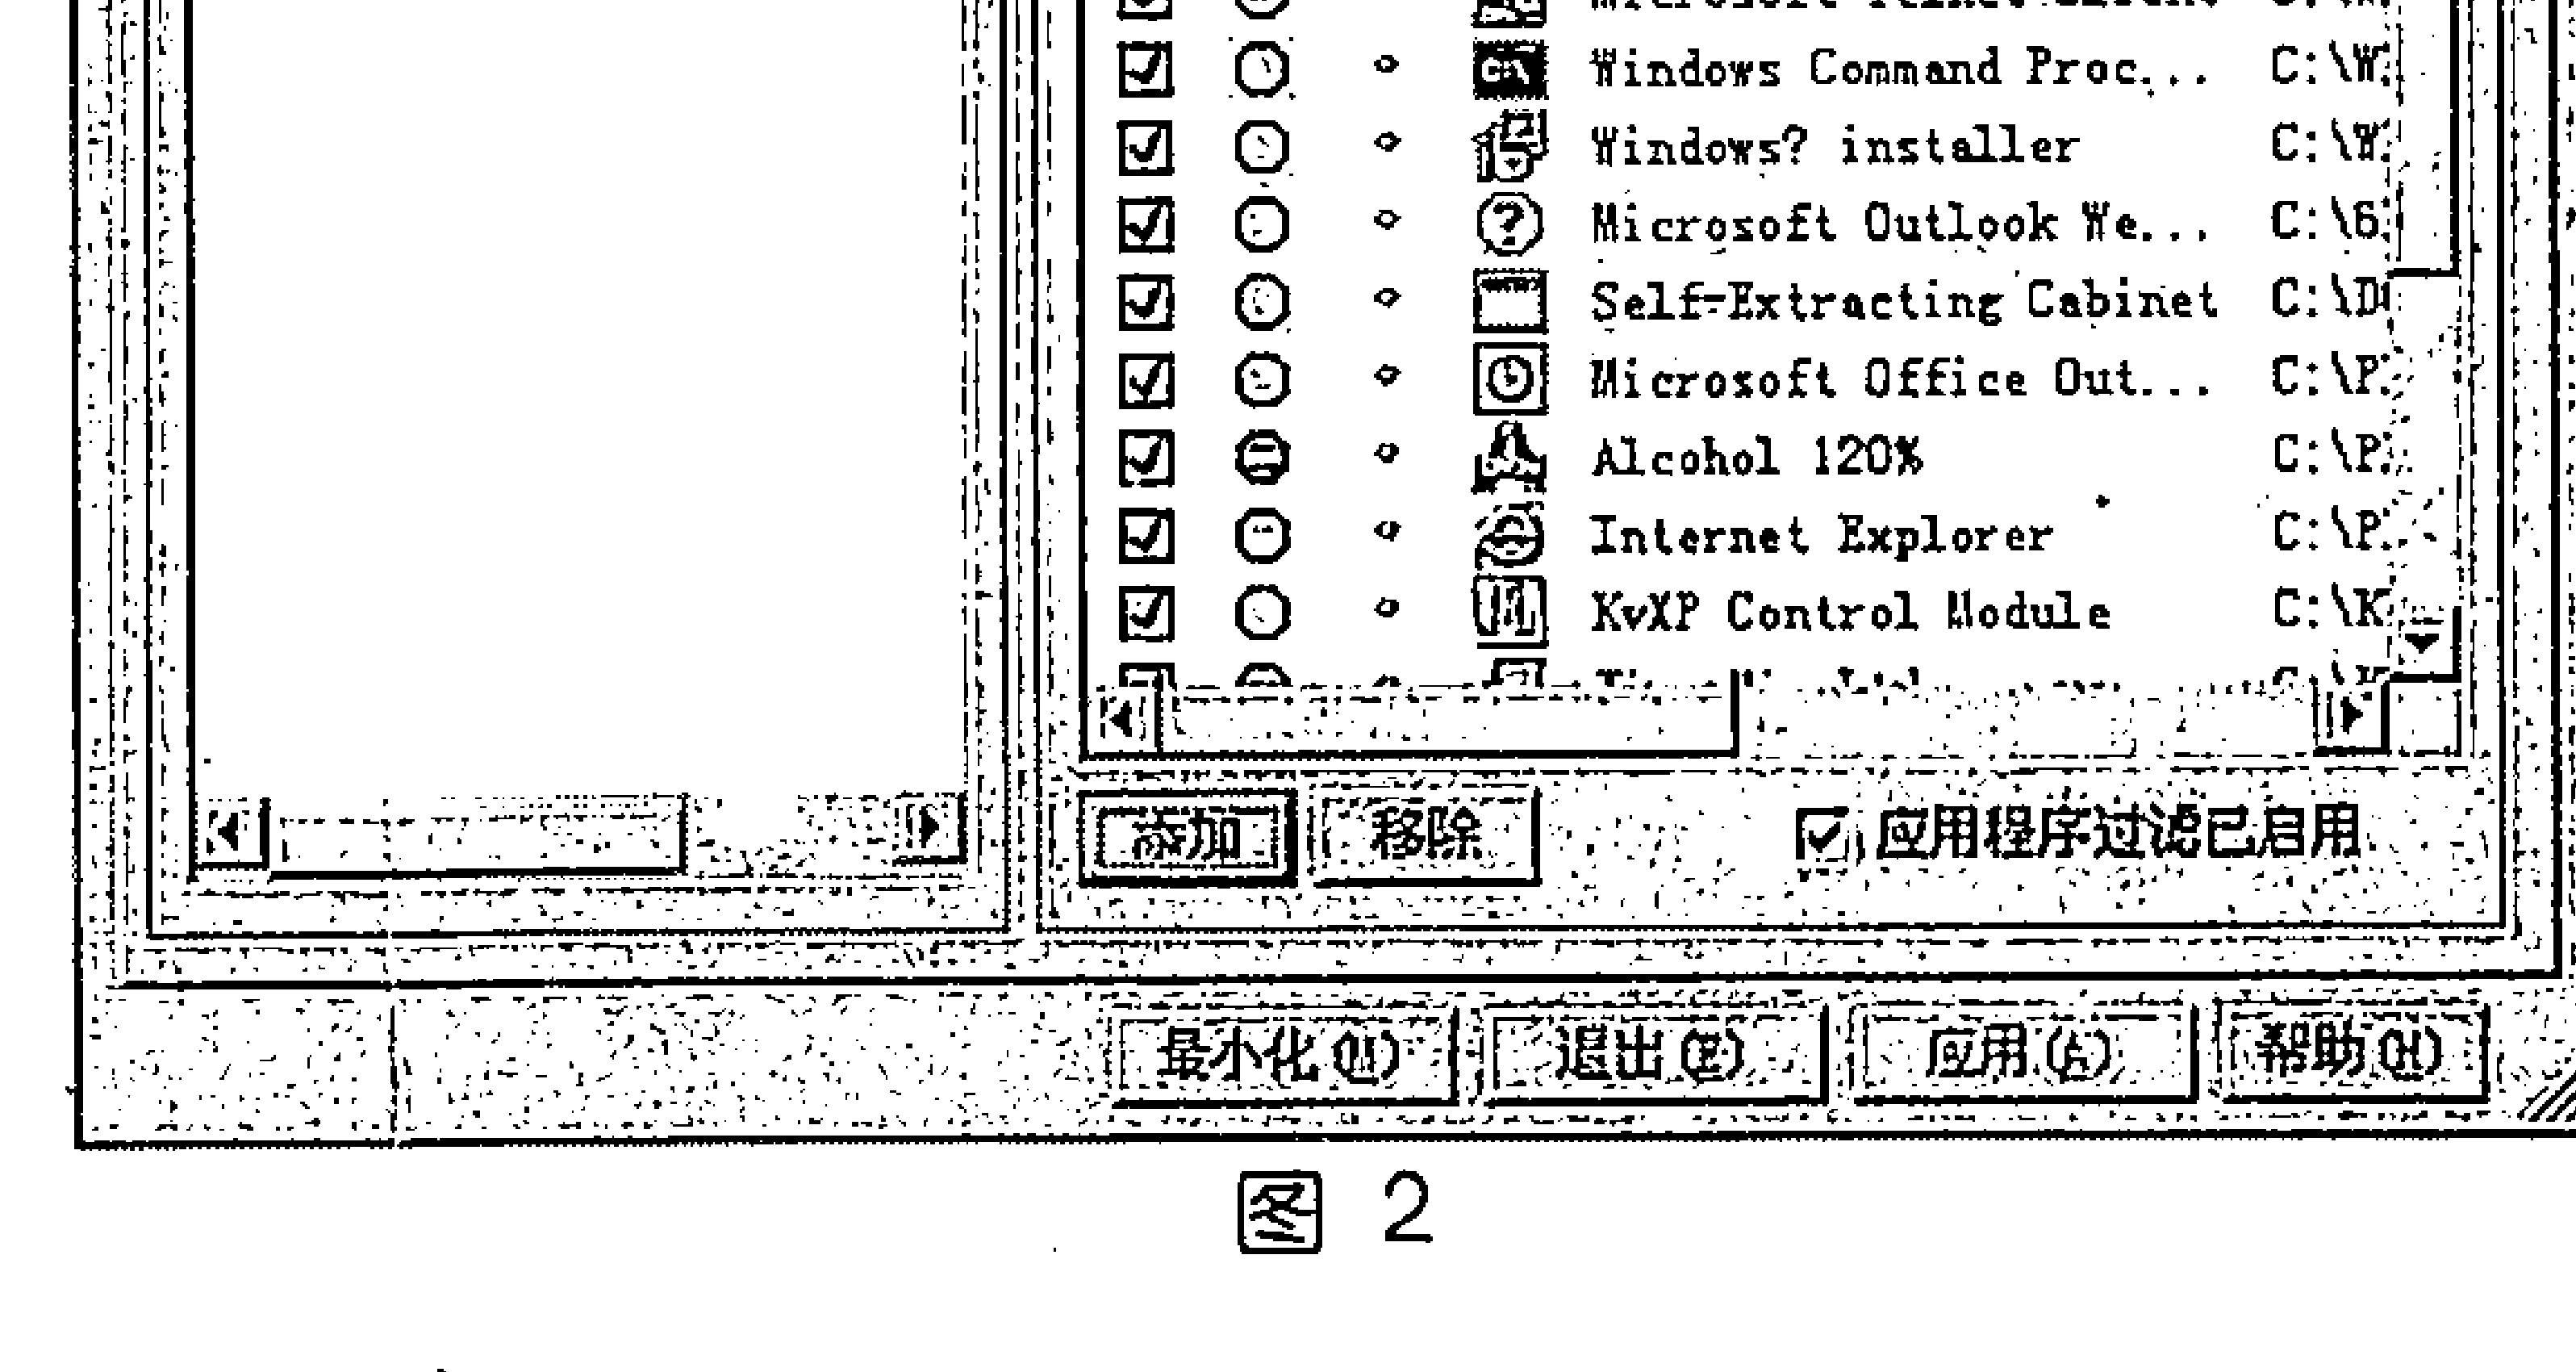 Windows Command Proc... C:\W
Windows? installer C:\W
Microsoft Outlook We... C:\6
Self-Extracting Cabinet C:\D
Microsoft Office Out... C:\P
Alcohol 120% C:\P
Internet Explorer C:\P
KvXP Control Module C:\K
添加 移除 应用程序过滤已启用
最小化 退出(E) 应用(A) 帮助(H)
图 2